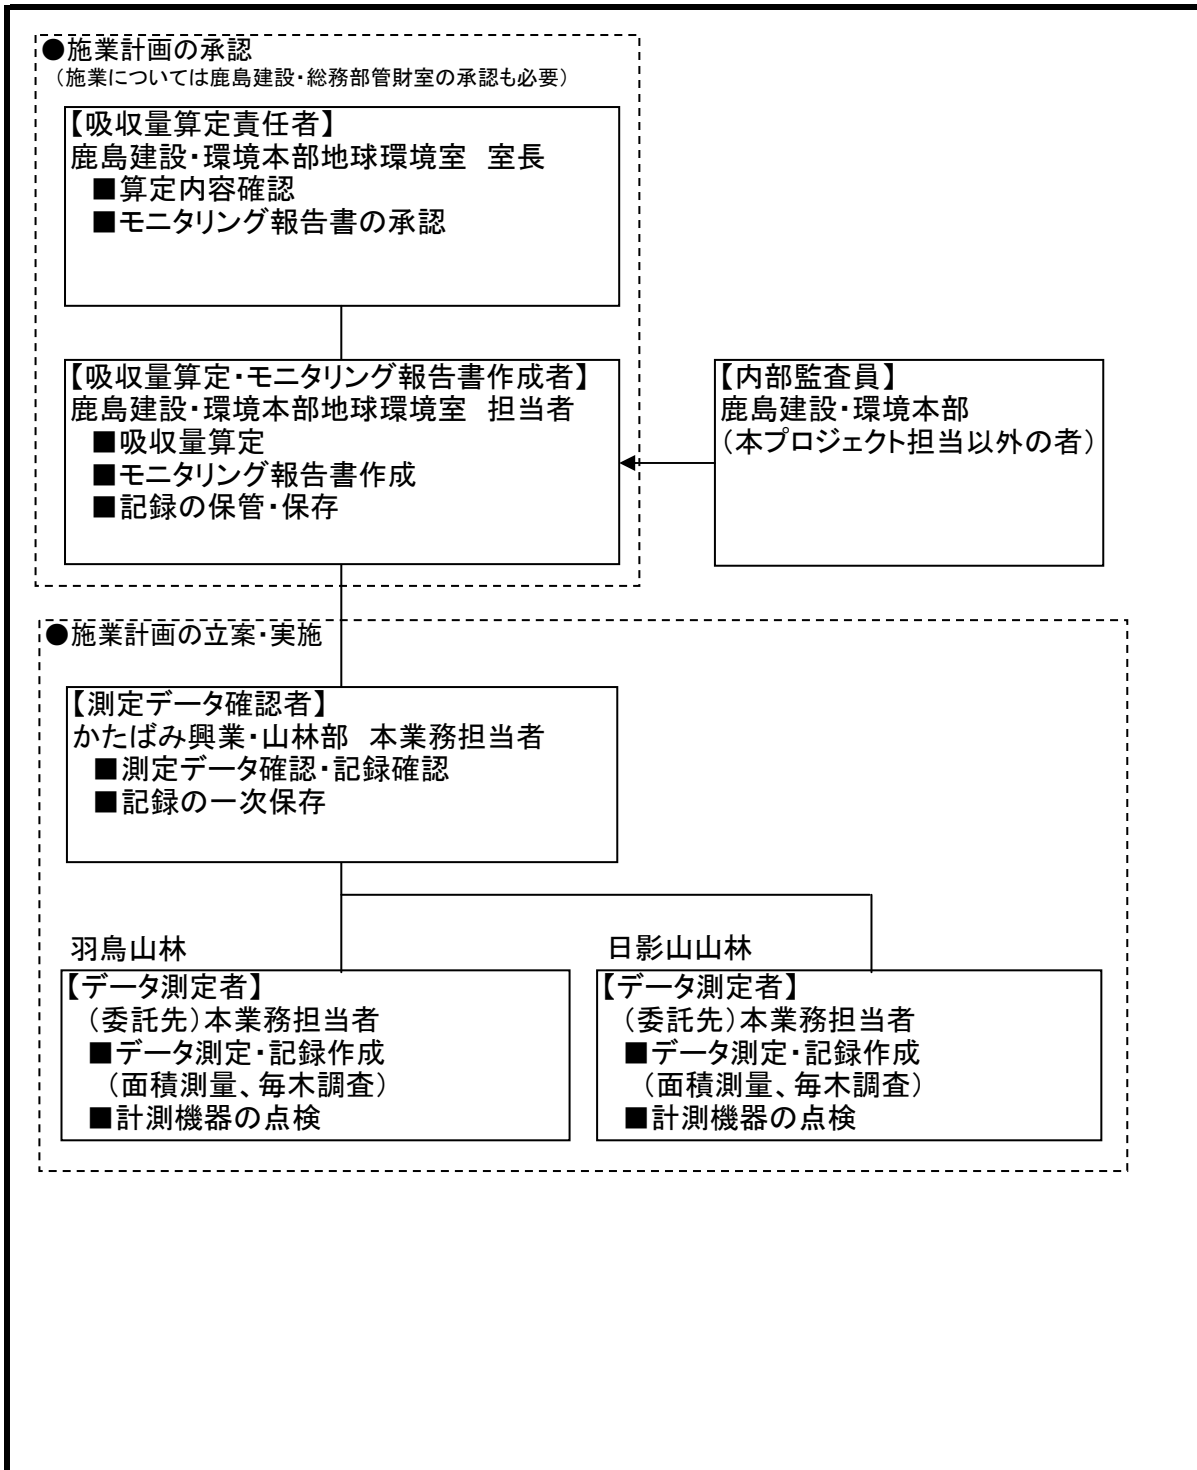 ●施業計画の承認
（施業については鹿島建設・総務部管財室の承認も必要）
【吸収量算定責任者】
鹿島建設・環境本部地球環境室　室長
■算定内容確認
■モニタリング報告書の承認
【吸収量算定・モニタリング報告書作成者】
鹿島建設・環境本部地球環境室　担当者
■吸収量算定
■モニタリング報告書作成
■記録の保管・保存
【内部監査員】
鹿島建設・環境本部
（本プロジェクト担当以外の者）
●施業計画の立案・実施
【測定データ確認者】
かたばみ興業・山林部　本業務担当者
■測定データ確認・記録確認
■記録の一次保存
羽鳥山林
【データ測定者】
（委託先）本業務担当者
■データ測定・記録作成
（面積測量、毎木調査）
■計測機器の点検
日影山山林
【データ測定者】
（委託先）本業務担当者
■データ測定・記録作成
（面積測量、毎木調査）
■計測機器の点検